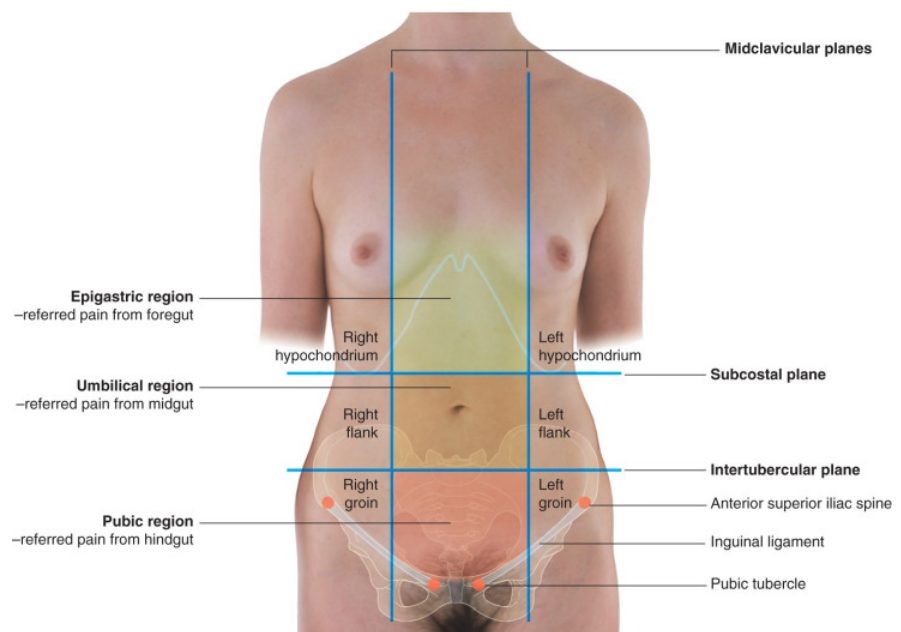 Midclavicular planes
Epigastric region
–referred pain from foregut
Right
hypochondrium
Left
hypochondrium
Subcostal plane
Umbilical region
–referred pain from midgut
Right
flank
Left
flank
Intertubercular plane
Right
groin
Left
groin
Anterior superior iliac spine
Pubic region
–referred pain from hindgut
Inguinal ligament
Pubic tubercle